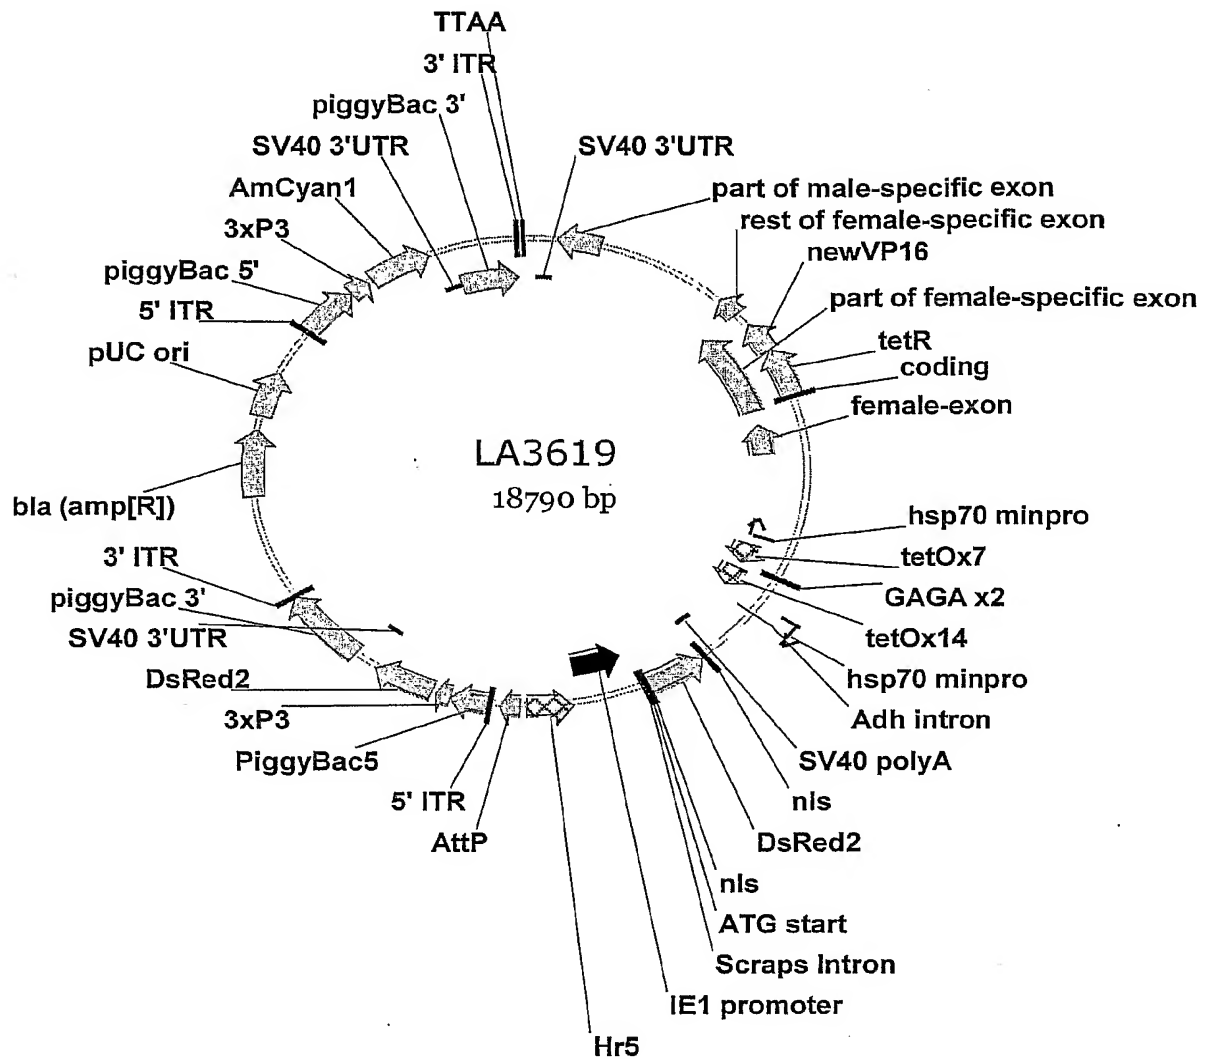 TTAA
3' ITR
piggyBac 3'
SV40 3'UTR
SV40 3'UTR
AmCyan1
part of male-specific exon
3xP3
rest of female-specific exon
newVP16
piggyBac 5'
part of female-specific exon
5' ITR
tetR
pUC ori
coding
female-exon
LA3619
18790 bp
bla (amp[R])
hsp70 minpro
3' ITR
tetOx7
piggyBac 3'
GAGA x2
SV40 3'UTR
tetOx14
DsRed2
hsp70 minpro
3xP3
Adh intron
PiggyBac5
SV40 polyA
5' ITR
nls
AttP
DsRed2
nls
ATG start
Scraps Intron
IE1 promoter
Hr5